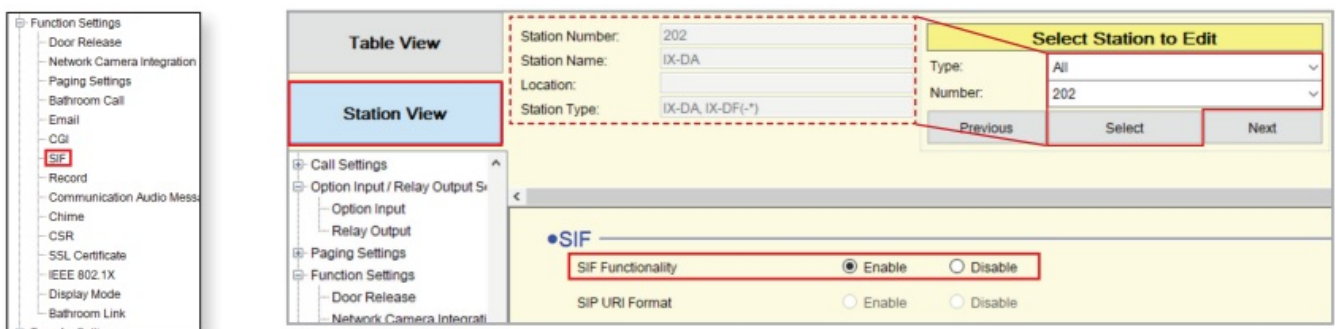 Function Settings
Door Release
Network Camera Integration
Paging Settings
Bathroom Call
Email
CGI
SIF
Record
Communication Audio Mess
Chime
CSR
SSL Certificate
IEEE 802.1X
Display Mode
Bathroom Link
Table View
Station View
Station Number: 202
Station Name: IX-DA
Location:
Station Type: IX-DA, IX-DF(-*)
Select Station to Edit
Type: All
Number: 202
Previous Select Next
Call Settings
Option Input / Relay Output S
Option Input
Relay Output
Paging Settings
Function Settings
Door Release
Network Camera Integrati
●SIF
SIF Functionality Enable Disable
SIP URI Format Enable Disable